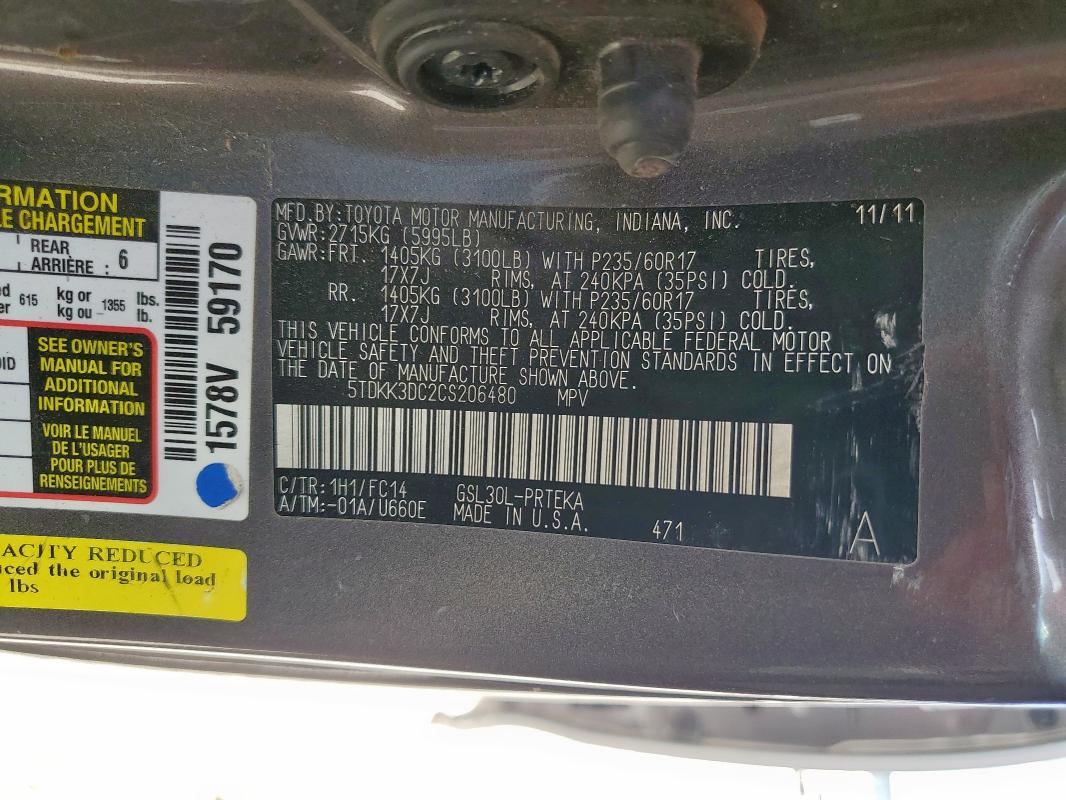 RMATION
LE CHARGEMENT
REAR
ARRIÈRE : 6
615 kg or 1355 lbs.
kg ou lb.
SEE OWNER'S
MANUAL FOR
ADDITIONAL
INFORMATION
VOIR LE MANUEL
DE L'USAGER
POUR PLUS DE
RENSEIGNEMENTS
1578V 59170
ACITY REDUCED
uced the original load
lbs
MFD.BY:TOYOTA MOTOR MANUFACTURING, INDIANA, INC. 11/11
GVWR:2715KG (5995LB)
GAWR:FRT. 1405KG (3100LB) WITH P235/60R17 TIRES,
17X7J RIMS, AT 240KPA (35PSI) COLD.
RR. 1405KG (3100LB) WITH P235/60R17 TIRES,
17X7J RIMS, AT 240KPA (35PSI) COLD.
THIS VEHICLE CONFORMS TO ALL APPLICABLE FEDERAL MOTOR
VEHICLE SAFETY AND THEFT PREVENTION STANDARDS IN EFFECT ON
THE DATE OF MANUFACTURE SHOWN ABOVE.
5TDKK3DC2CS206480 MPV
C/TR:1H1/FC14 GSL30L-PRTEKA
A/TM:-01A/U660E MADE IN U.S.A. 471 A